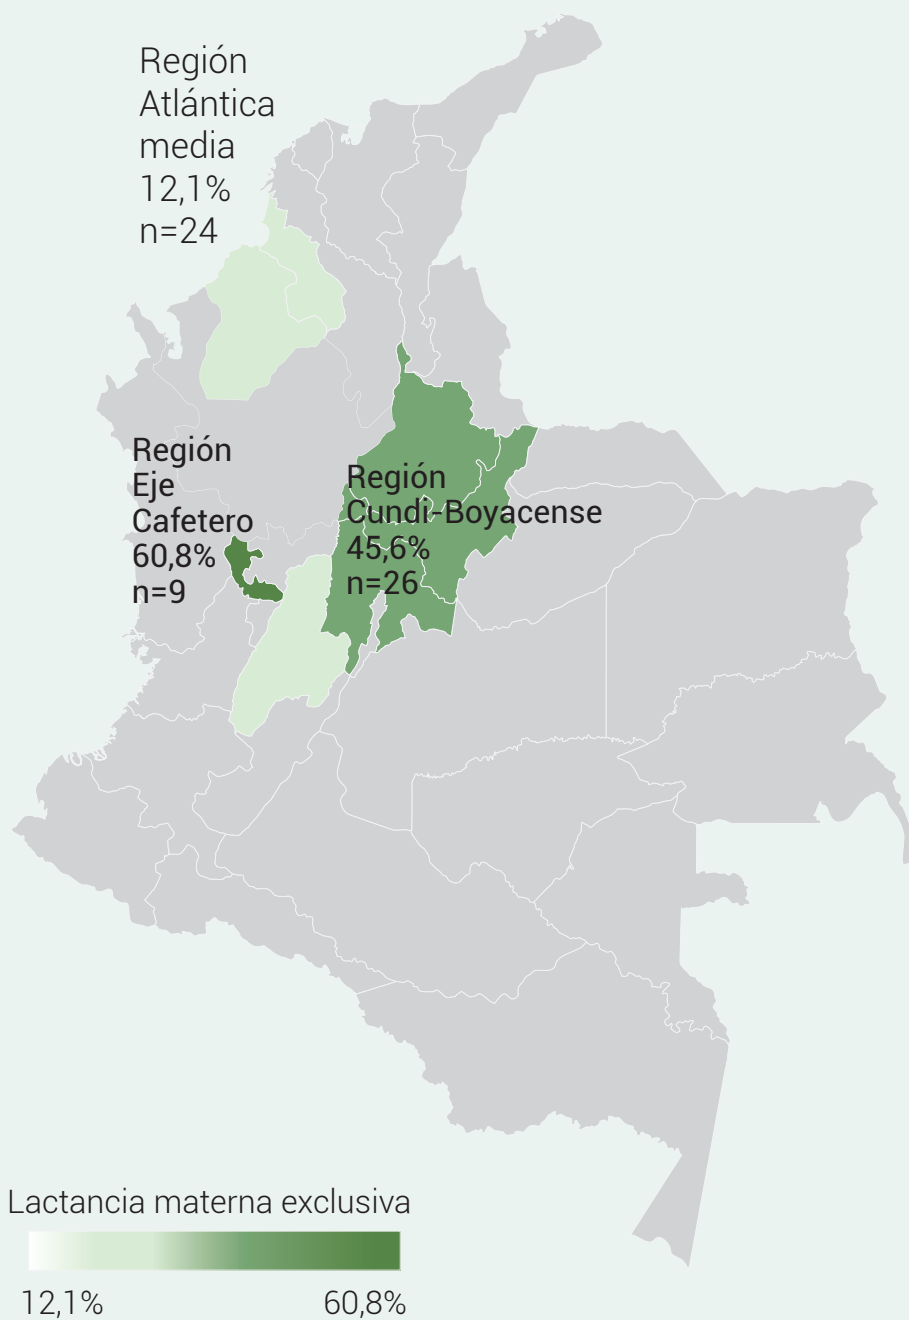 Región
Atlántica
media
12,1%
n=24
Región
Eje
Cafetero
60,8%
n=9
Región
Cundi-Boyacense
45,6%
n=26
Lactancia materna exclusiva
12,1%
60,8%